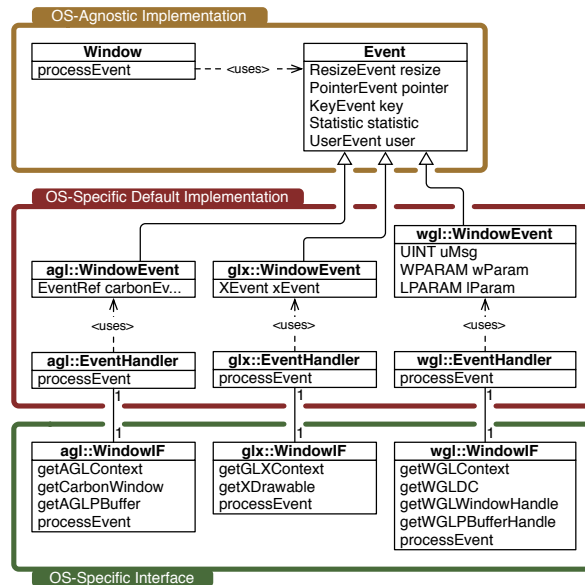 OS-Agnostic Implementation
Window
processEvent
<uses>
Event
ResizeEvent resize
PointerEvent pointer
KeyEvent key
Statistic statistic
UserEvent user
OS-Specific Default Implementation
agl::WindowEvent
EventRef carbonEv...
glx::WindowEvent
XEvent xEvent
wgl::WindowEvent
UINT uMsg
WPARAM wParam
LPARAM lParam
<uses>
<uses>
<uses>
agl::EventHandler
processEvent
glx::EventHandler
processEvent
wgl::EventHandler
processEvent
1
1
1
1
1
1
agl::WindowIF
getAGLContext
getCarbonWindow
getAGLPBuffer
processEvent
glx::WindowIF
getGLXContext
getXDrawable
processEvent
wgl::WindowIF
getWGLContext
getWGLDC
getWGLWindowHandle
getWGLPBufferHandle
processEvent
OS-Specific Interface